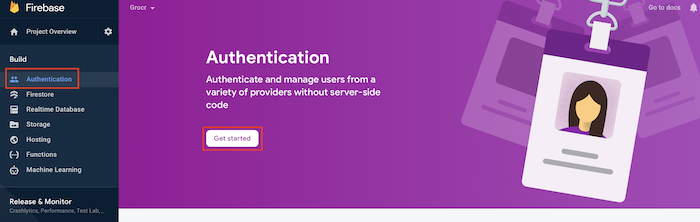 Firebase
Grocr
Go to docs
Project Overview
Build
Authentication
Firestore
Realtime Database
Storage
Hosting
Functions
Machine Learning
Release & Monitor
Crashlytics, Performance, Test Lab, ...
Authentication
Authenticate and manage users from a
variety of providers without server-side
code
Get started